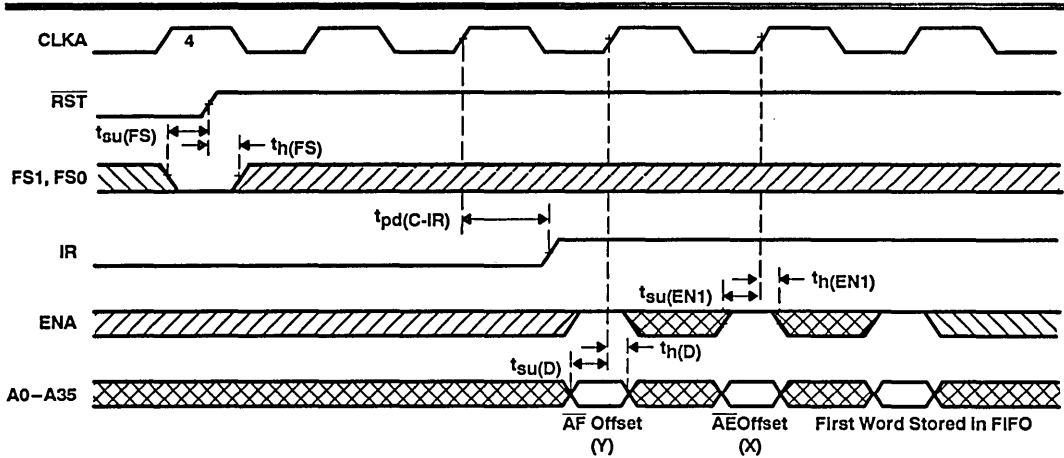 CLKA
4
RST
tsu(FS)
th(FS)
FS1, FS0
tpd(C-IR)
IR
tsu(EN1)
th(EN1)
ENA
tsu(D)
th(D)
A0–A35
AF Offset
(Y)
AEOffset
(X)
First Word Stored in FIFO